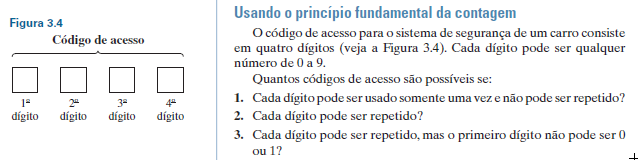 Figura 3.4
Código de acesso
1º
dígito
2º
dígito
3º
dígito
4º
dígito
Usando o princípio fundamental da contagem
O código de acesso para o sistema de segurança de um carro consiste
em quatro dígitos (veja a Figura 3.4). Cada dígito pode ser qualquer
número de 0 a 9.
Quantos códigos de acesso são possíveis se:
1. Cada dígito pode ser usado somente uma vez e não pode ser repetido?
2. Cada dígito pode ser repetido?
3. Cada dígito pode ser repetido, mas o primeiro dígito não pode ser 0
ou 1?